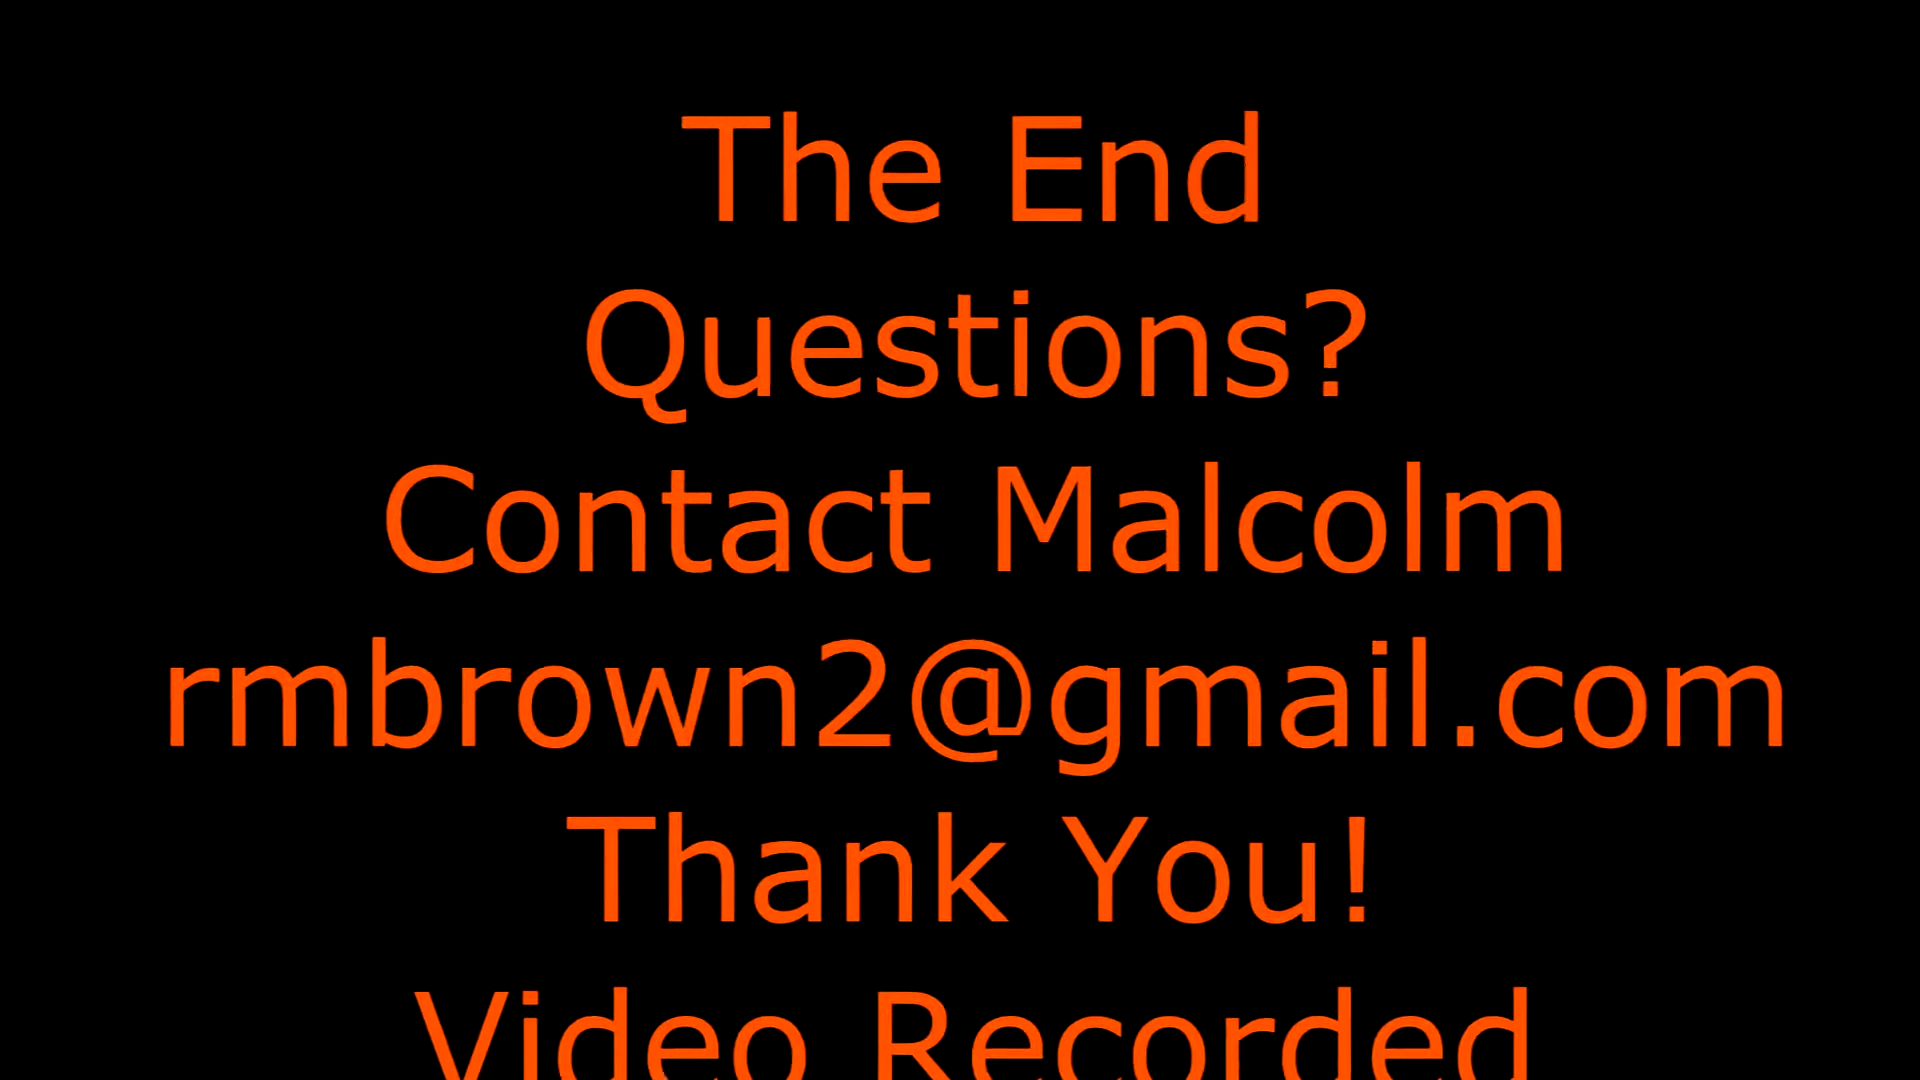 The End
Questions?
Contact Malcolm
rmbrown2@gmail.com
Thank You!
Video Recorded